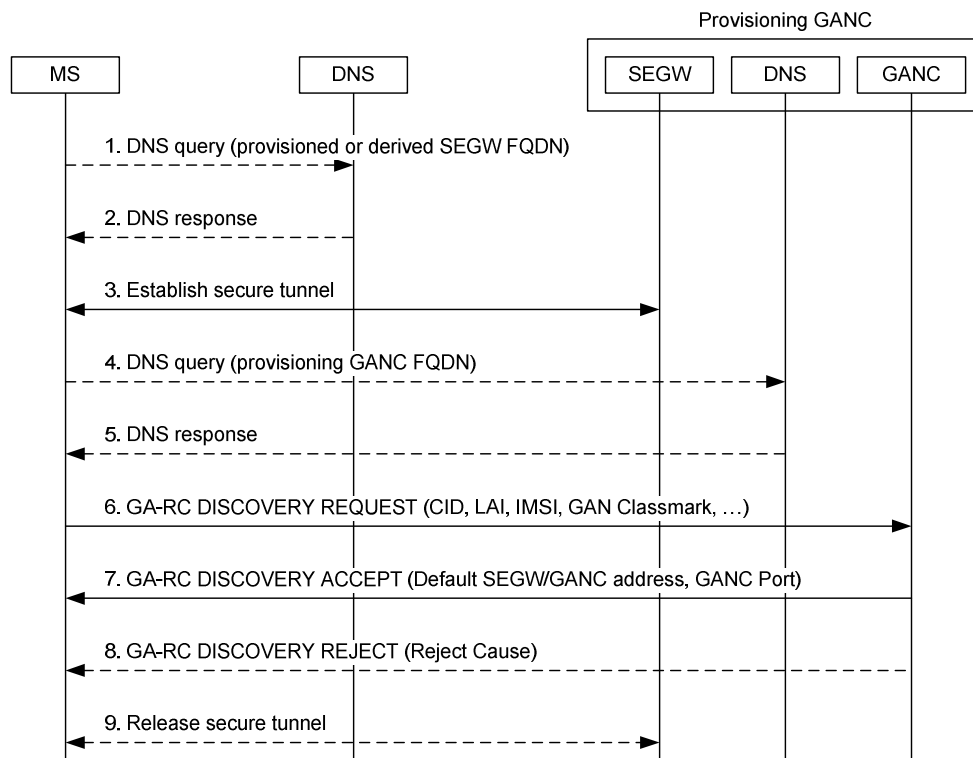 Provisioning GANC
MS
DNS
SEGW
DNS
GANC
1. DNS query (provisioned or derived SEGW FQDN)
2. DNS response
3. Establish secure tunnel
4. DNS query (provisioning GANC FQDN)
5. DNS response
6. GA-RC DISCOVERY REQUEST (CID, LAI, IMSI, GAN Classmark, …)
7. GA-RC DISCOVERY ACCEPT (Default SEGW/GANC address, GANC Port)
8. GA-RC DISCOVERY REJECT (Reject Cause)
9. Release secure tunnel